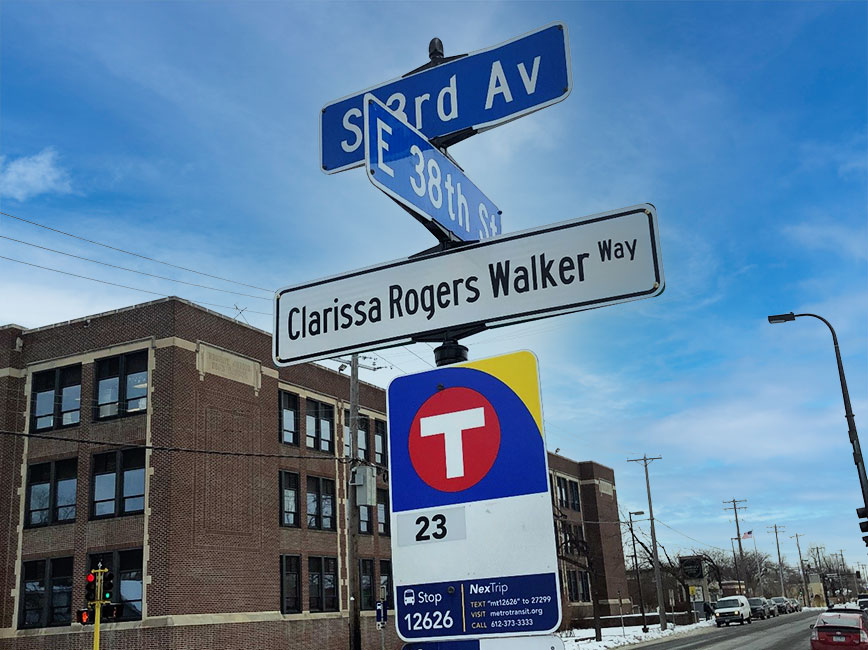 S 3rd Av
E 38th St
Clarissa Rogers Walker Way
T
23
Stop
12626
NexTrip
TEXT "mt12626" to 27299
VISIT metrotransit.org
CALL 612-373-3333